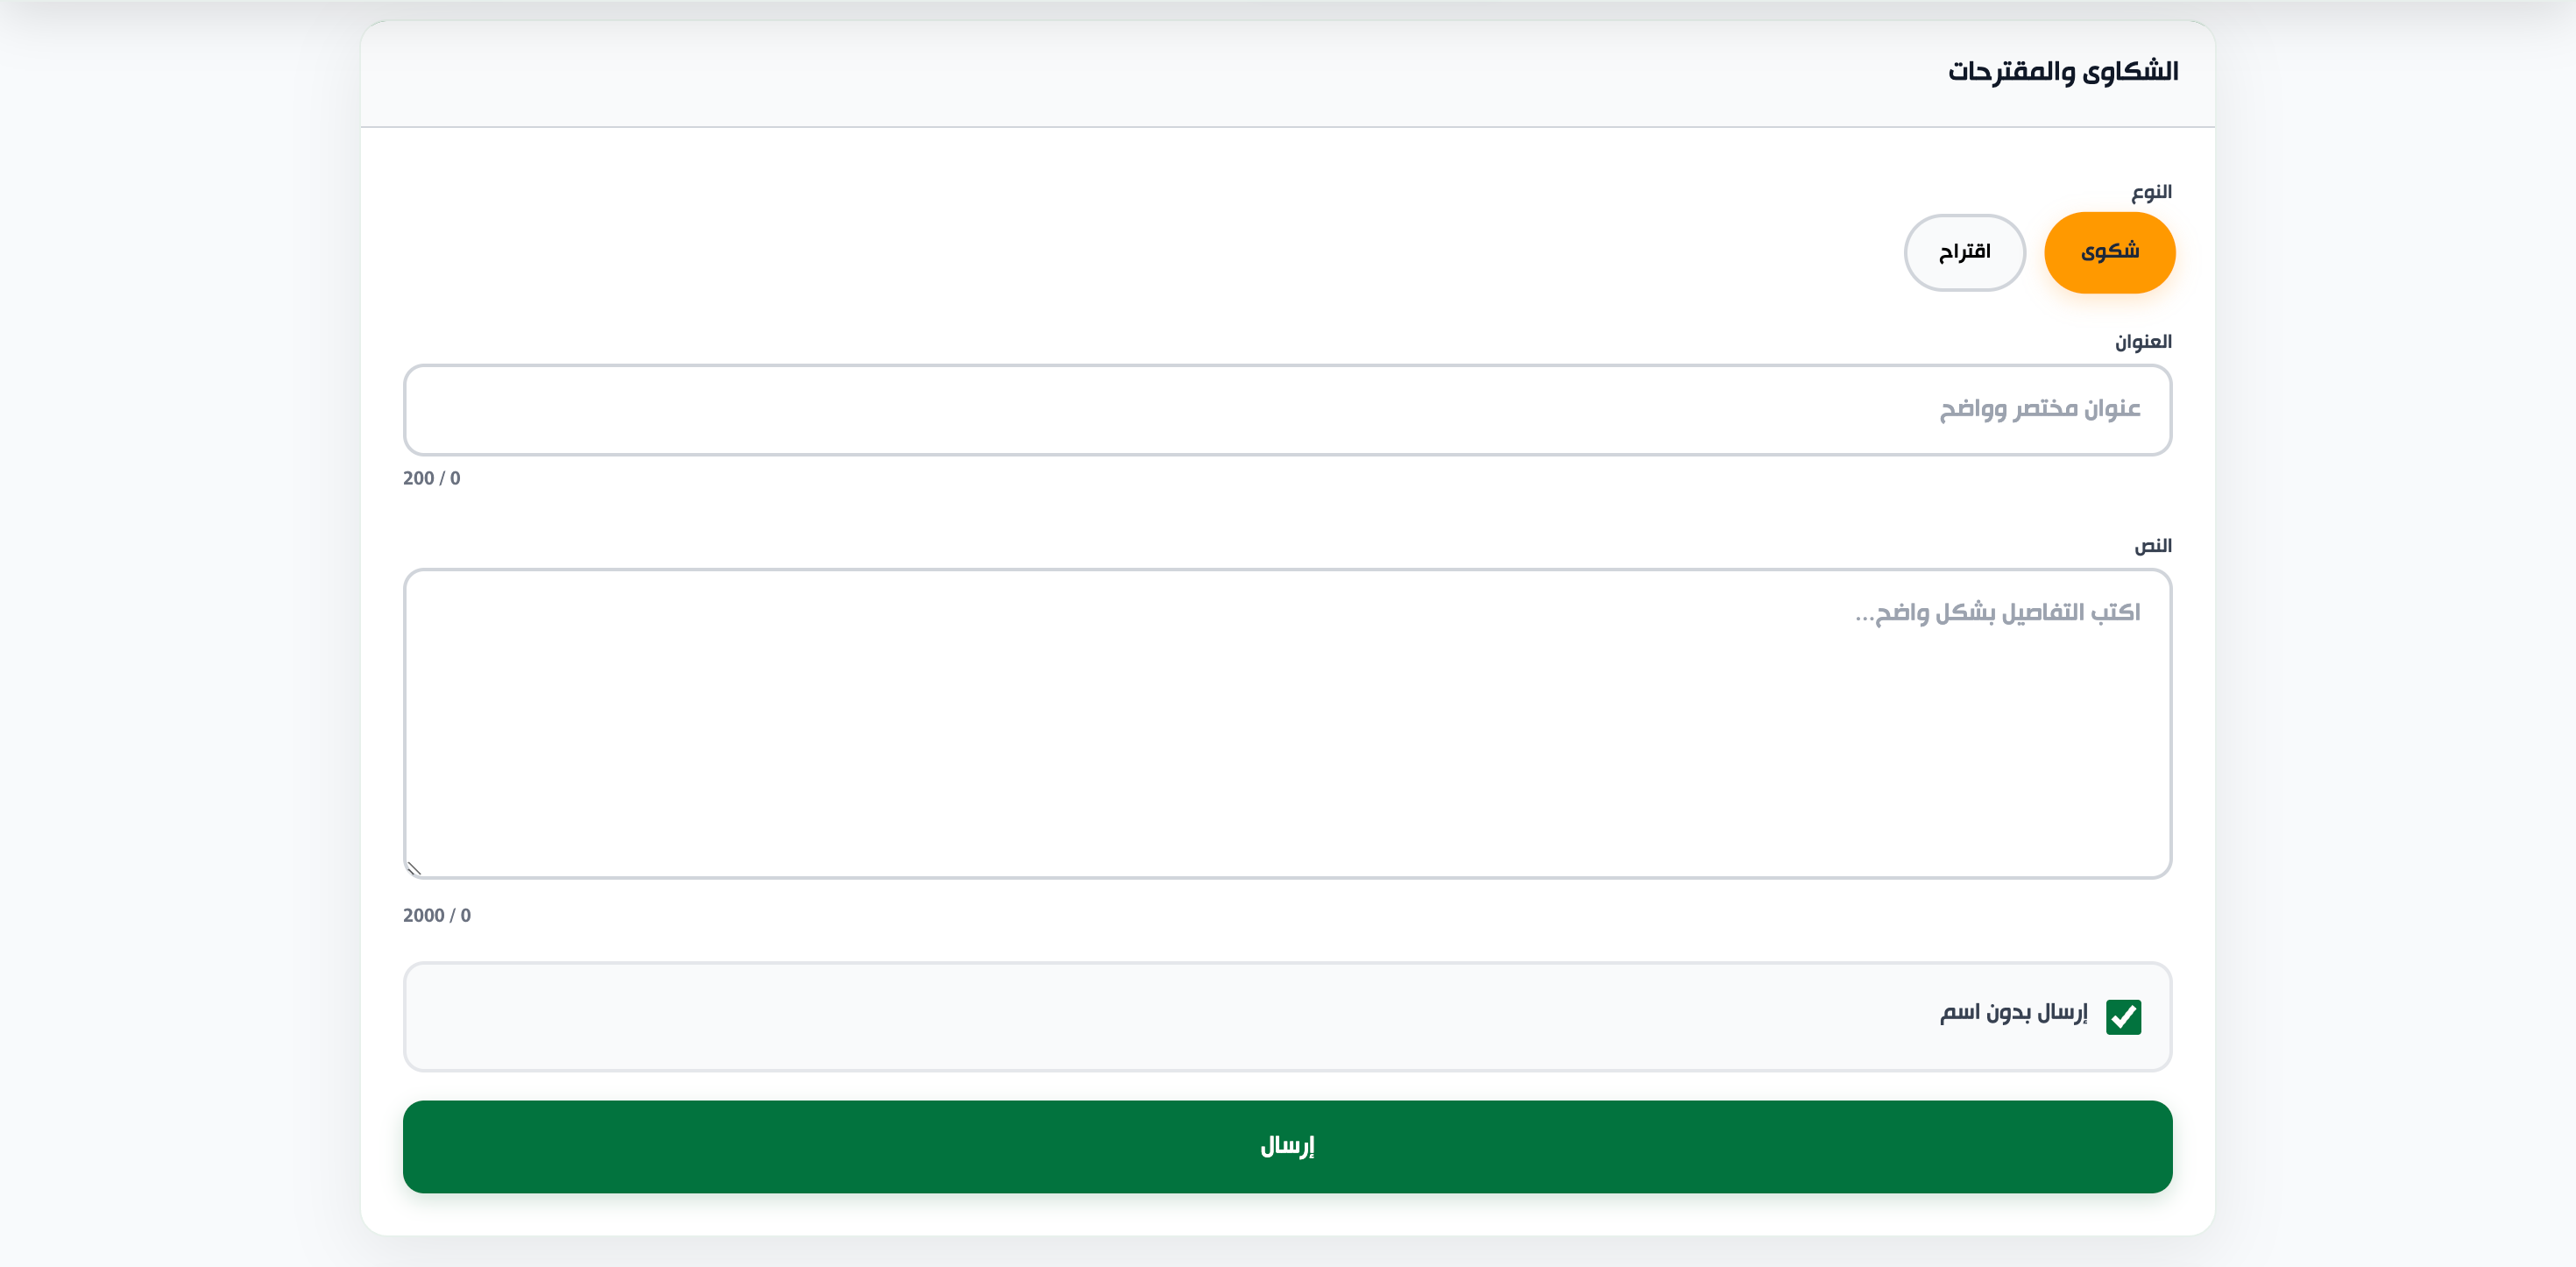 الشكاوى والمقترحات
النوع
شكوى
اقتراح
العنوان
عنوان مختصر وواضح
200 / 0
النص
اكتب التفاصيل بشكل واضح...
2000 / 0
إرسال بدون اسم
إرسال